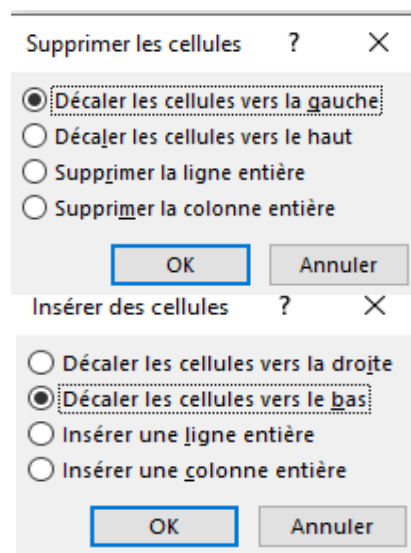 Supprimer les cellules ? ×
Décaler les cellules vers la gauche
Décaler les cellules vers le haut
Supprimer la ligne entière
Supprimer la colonne entière
OK Annuler
Insérer des cellules ? ×
Décaler les cellules vers la droite
Décaler les cellules vers le bas
Insérer une ligne entière
Insérer une colonne entière
OK Annuler